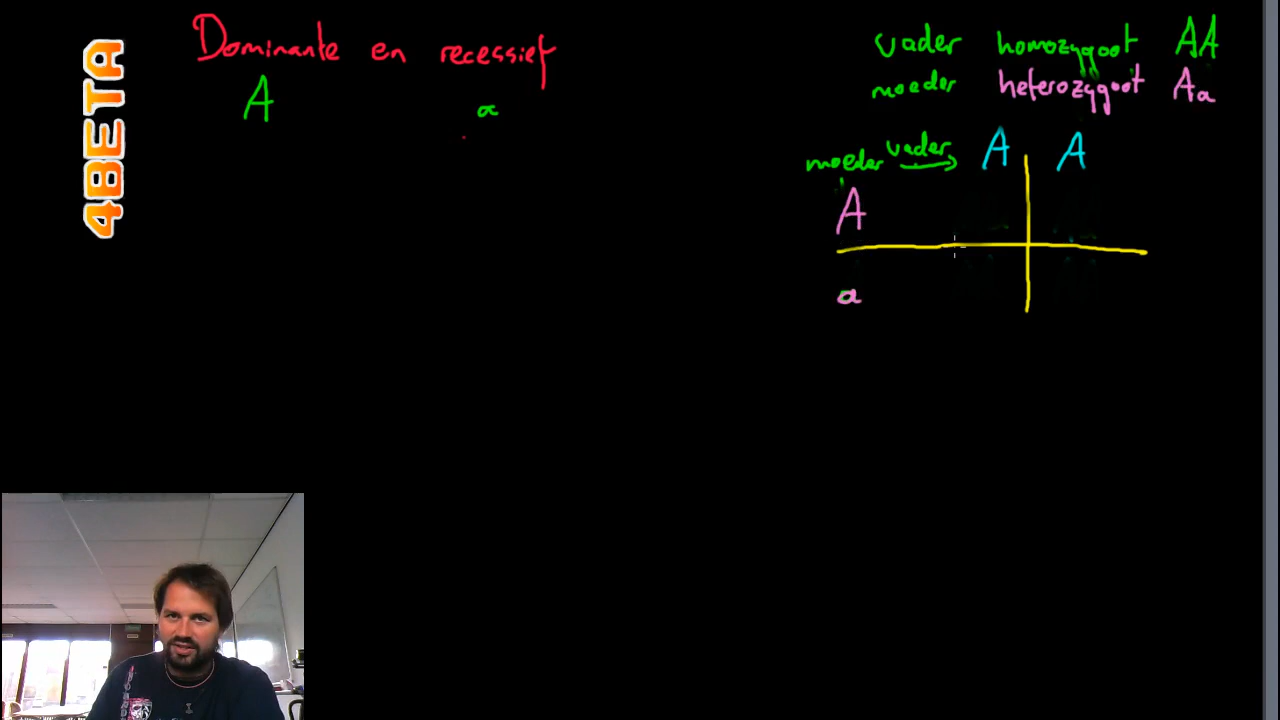 4BETA
Dominante en recessief
A a
vader homozygoot AA
moeder heterozygoot Aa
moeder vader → A A
A
a